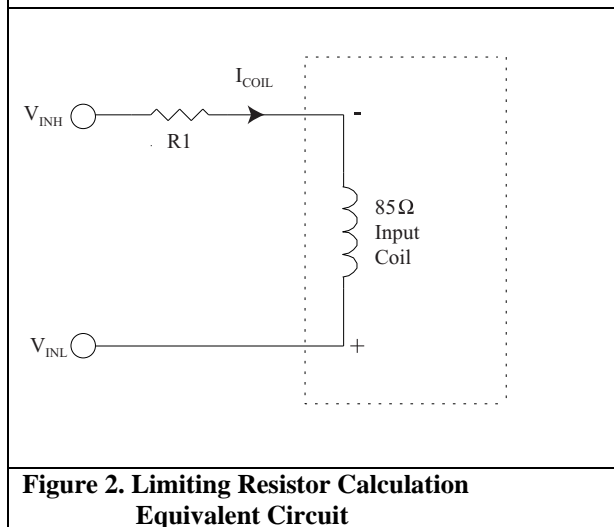 I_COIL
V_INH
R1
-
85Ω
Input
Coil
V_INL
+
Figure 2. Limiting Resistor Calculation
Equivalent Circuit